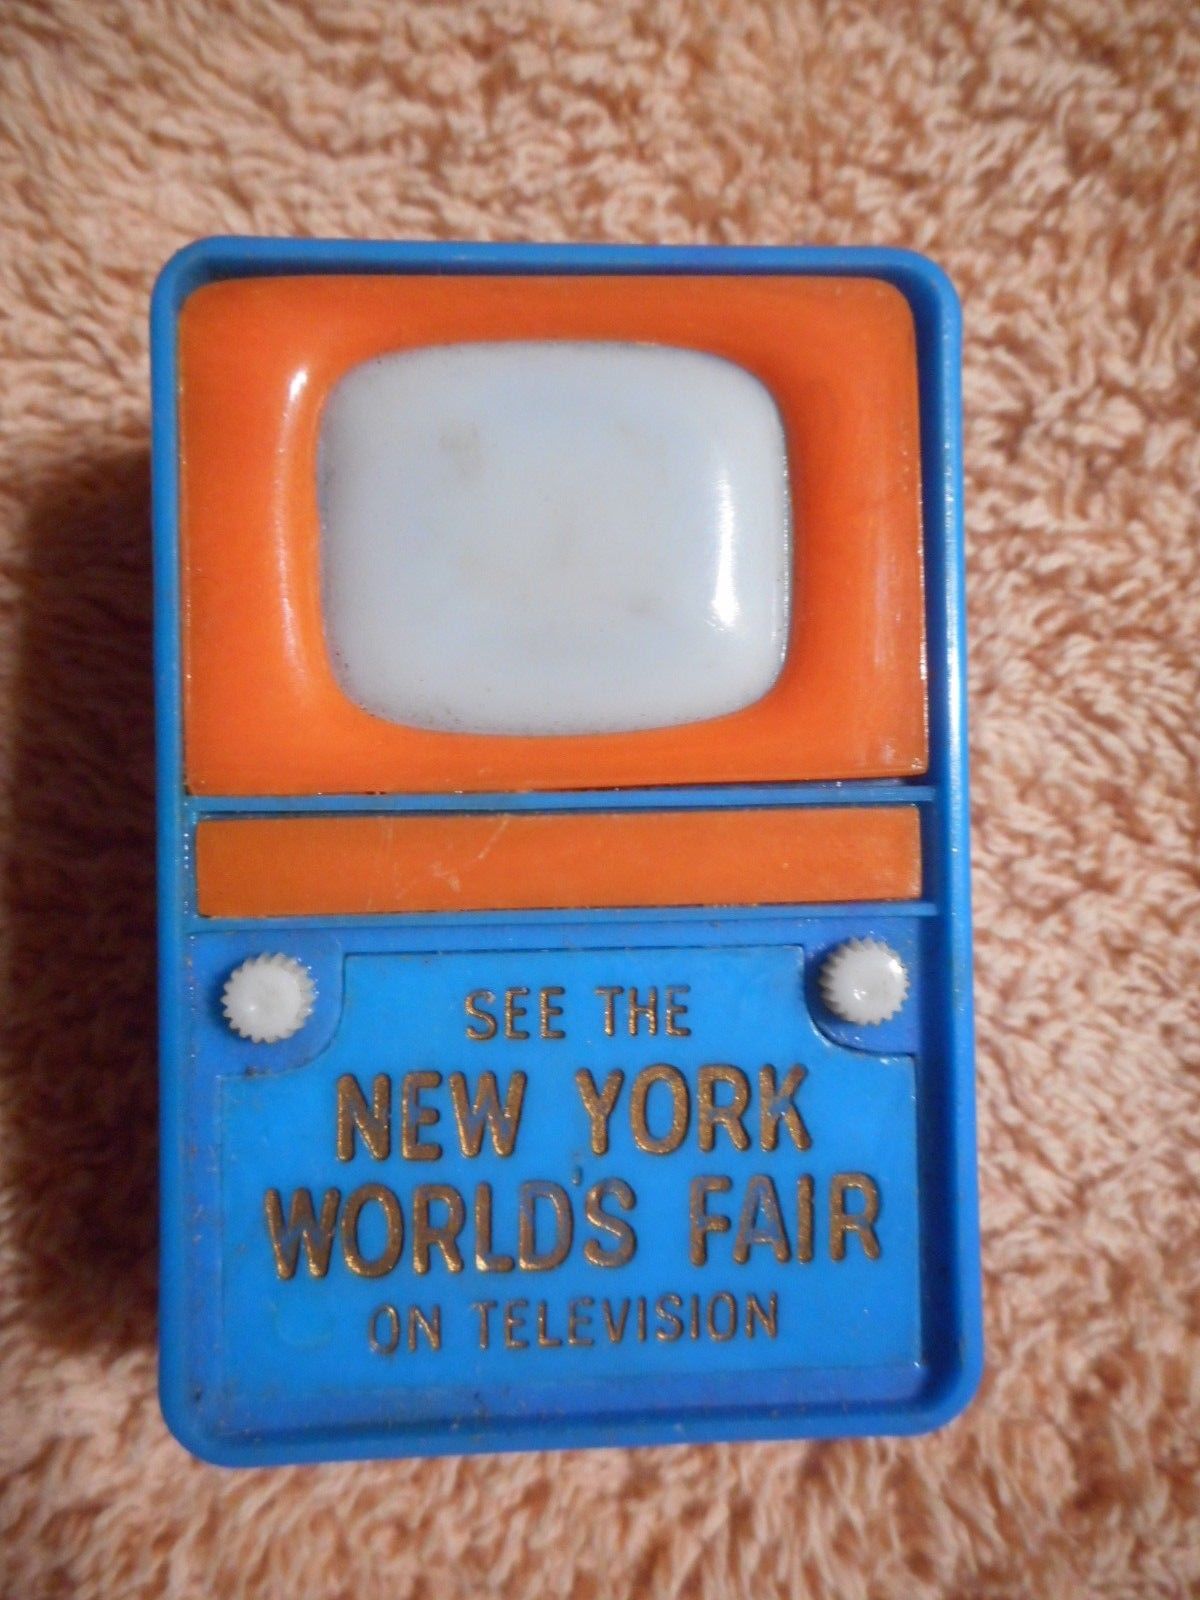 SEE THE
NEW YORK
WORLD'S FAIR
ON TELEVISION